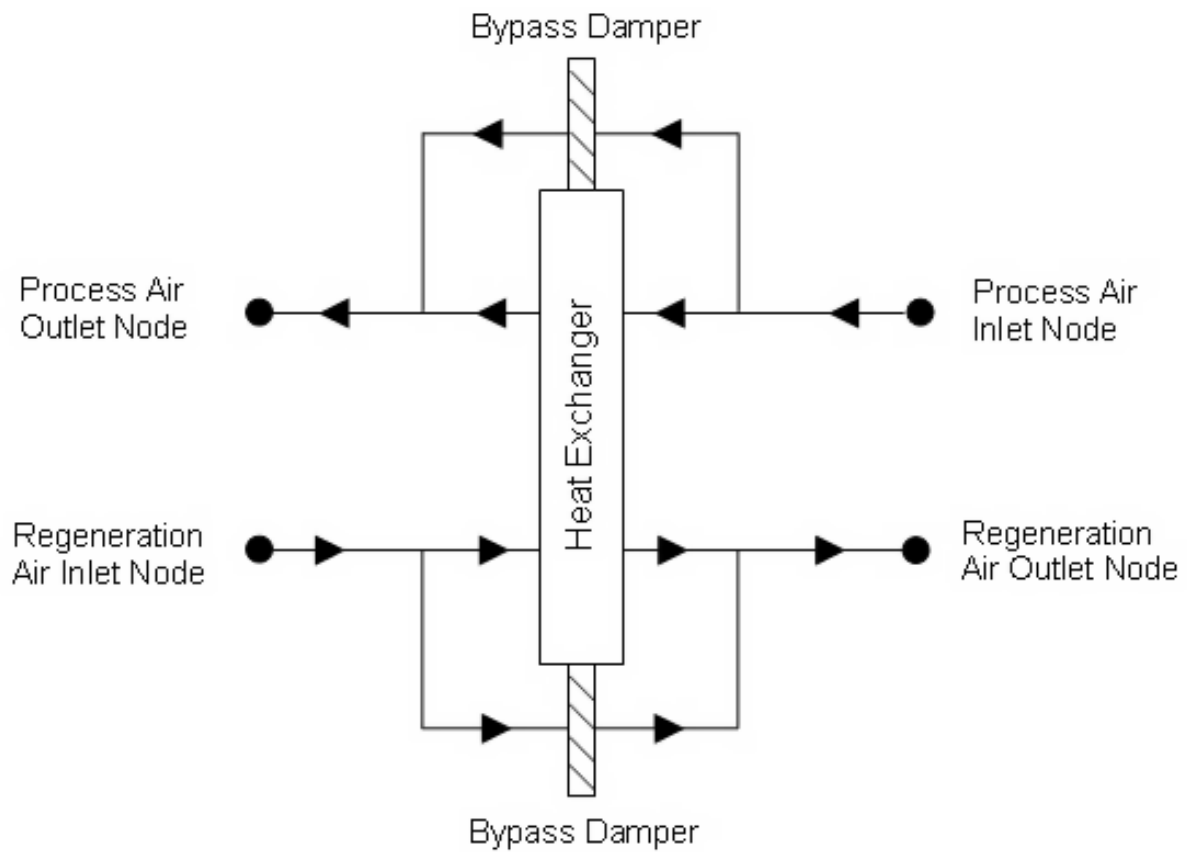 Bypass Damper
Process Air
Outlet Node
Process Air
Inlet Node
Heat Exchanger
Regeneration
Air Inlet Node
Regeneration
Air Outlet Node
Bypass Damper